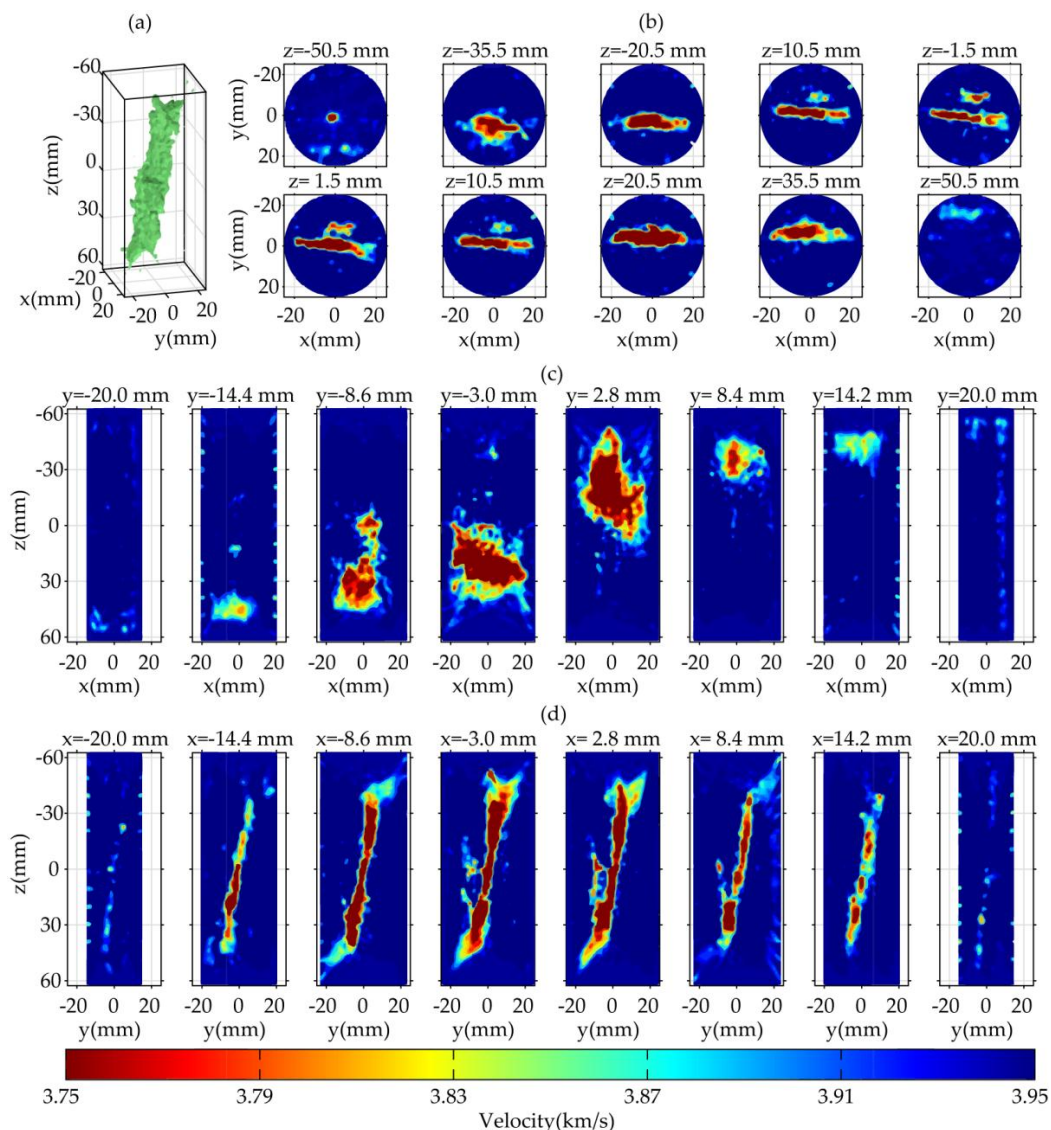 (a)
(b)
-60
-30
0
30
60
z(mm)
-20
0
20
x(mm)
-20 0 20
y(mm)
z=-50.5 mm z=-35.5 mm z=-20.5 mm z=10.5 mm z=-1.5 mm
-20
0
20
y(mm)
z= 1.5 mm z=10.5 mm z=20.5 mm z=35.5 mm z=50.5 mm
-20
0
20
y(mm)
-20 0 20 -20 0 20 -20 0 20 -20 0 20 -20 0 20
x(mm) x(mm) x(mm) x(mm) x(mm)
(c)
y=-20.0 mm y=-14.4 mm y=-8.6 mm y=-3.0 mm y= 2.8 mm y= 8.4 mm y=14.2 mm y=20.0 mm
-60
-30
0
30
60
z(mm)
-20 0 20 -20 0 20 -20 0 20 -20 0 20 -20 0 20 -20 0 20 -20 0 20 -20 0 20
x(mm) x(mm) x(mm) x(mm) x(mm) x(mm) x(mm) x(mm)
(d)
x=-20.0 mm x=-14.4 mm x=-8.6 mm x=-3.0 mm x= 2.8 mm x= 8.4 mm x=14.2 mm x=20.0 mm
-60
-30
0
30
60
z(mm)
-20 0 20 -20 0 20 -20 0 20 -20 0 20 -20 0 20 -20 0 20 -20 0 20 -20 0 20
y(mm) y(mm) y(mm) y(mm) y(mm) y(mm) y(mm) y(mm)
3.75 3.79 3.83 3.87 3.91 3.95
Velocity(km/s)